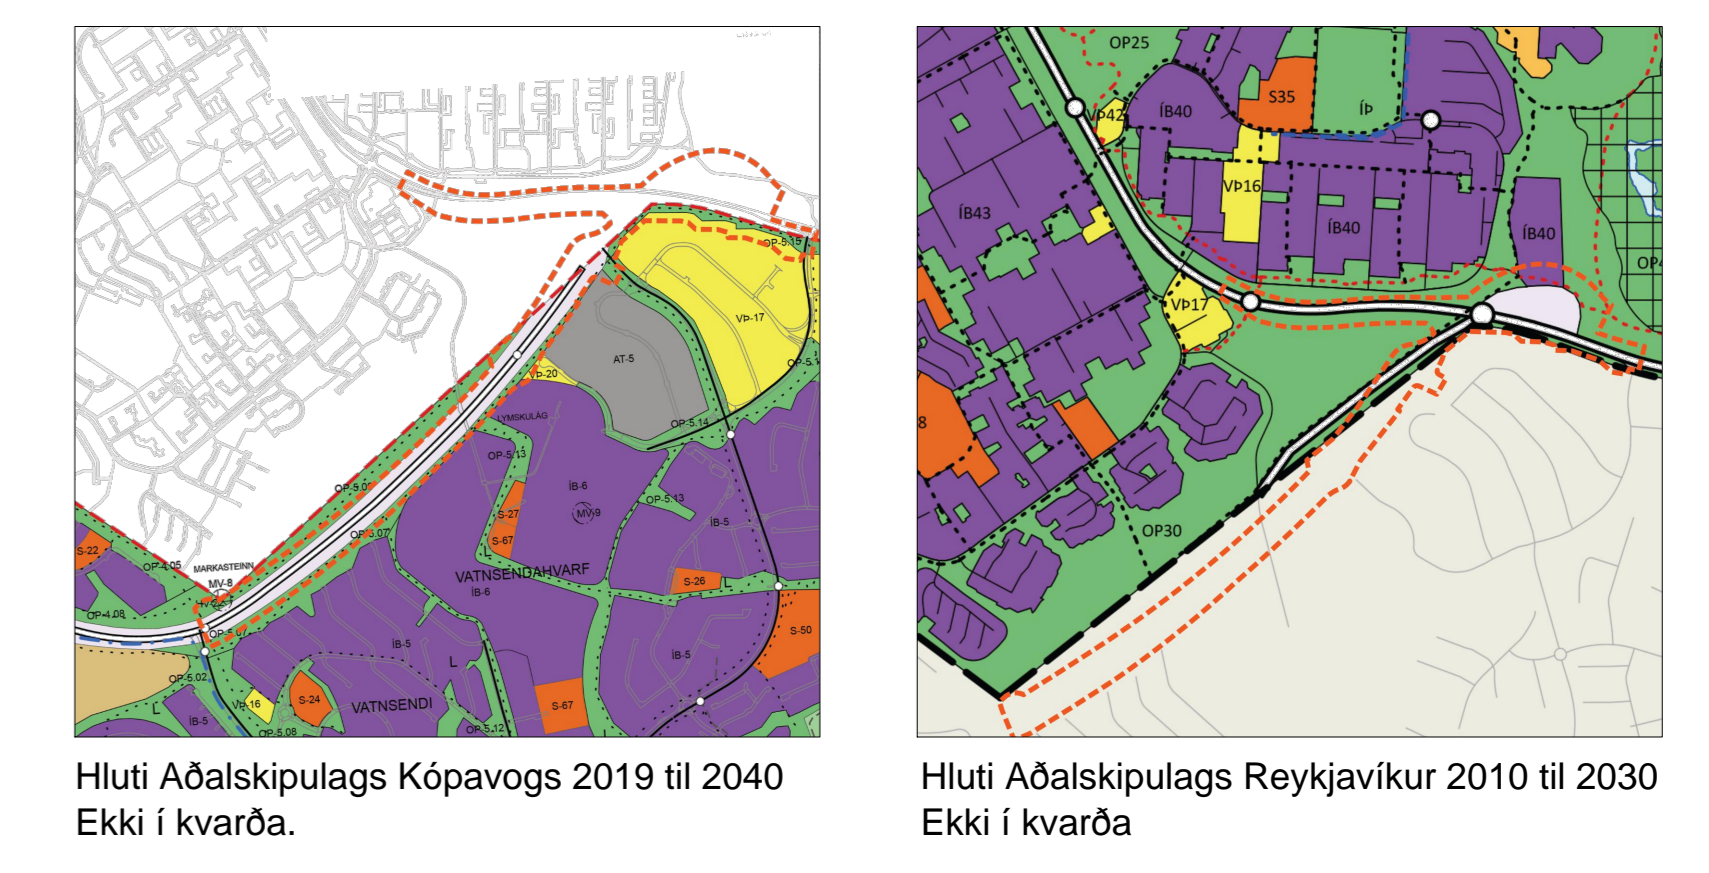 VÞ-17
AT-5
VÞ-20
OP-5.14
OP-5.13
ÍB-6
OP-5.13
S-27
MV-9
ÍB-5
S-67
L
S-22
OP-4.05
MARKASTEINN
MV-8
VATNSENDAHVARF
ÍB-6
S-26
L
OP-4.08
OP-5.07
S-50
ÍB-5
L
ÍB-5
OP-5.02
L
VÞ-16
S-24
VATNSENDI
S-67
ÍB-5
OP-5.08
OP-5.12
OP-5.15
OP-5.07
OP25
S35
ÍÞ
VÞ42
ÍB40
VÞ16
ÍB43
ÍB40
ÍB40
VÞ17
8
OP30
Hluti Aðalskipulags Kópavogs 2019 til 2040
Ekki í kvarða.
Hluti Aðalskipulags Reykjavíkur 2010 til 2030
Ekki í kvarða